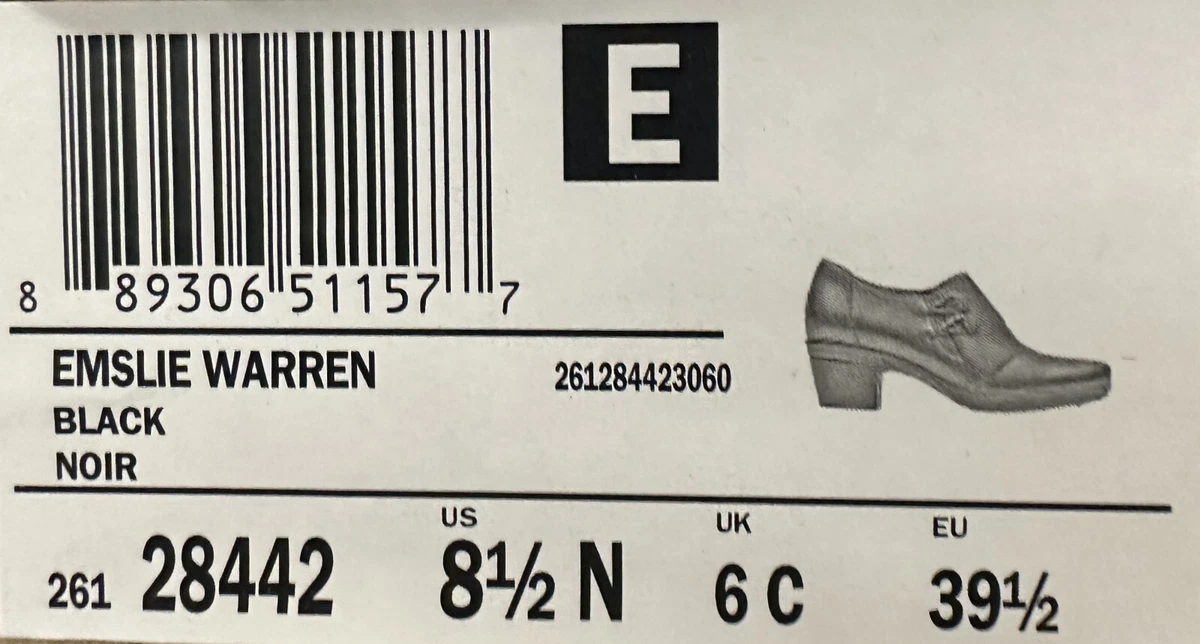 E
8 89306 51157 7
EMSLIE WARREN 261284423060
BLACK
NOIR
US UK EU
261 28442 8½ N 6 C 39½